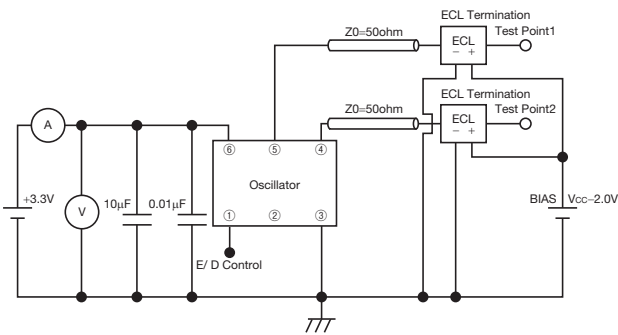 ECL Termination
Z0=50ohm
Test Point1
ECL
− +
ECL Termination
Z0=50ohm
Test Point2
ECL
− +
A
⑥ ⑤ ④
Oscillator
+3.3V
V
10μF
0.01μF
① ② ③
BIAS
Vcc−2.0V
E/ D Control